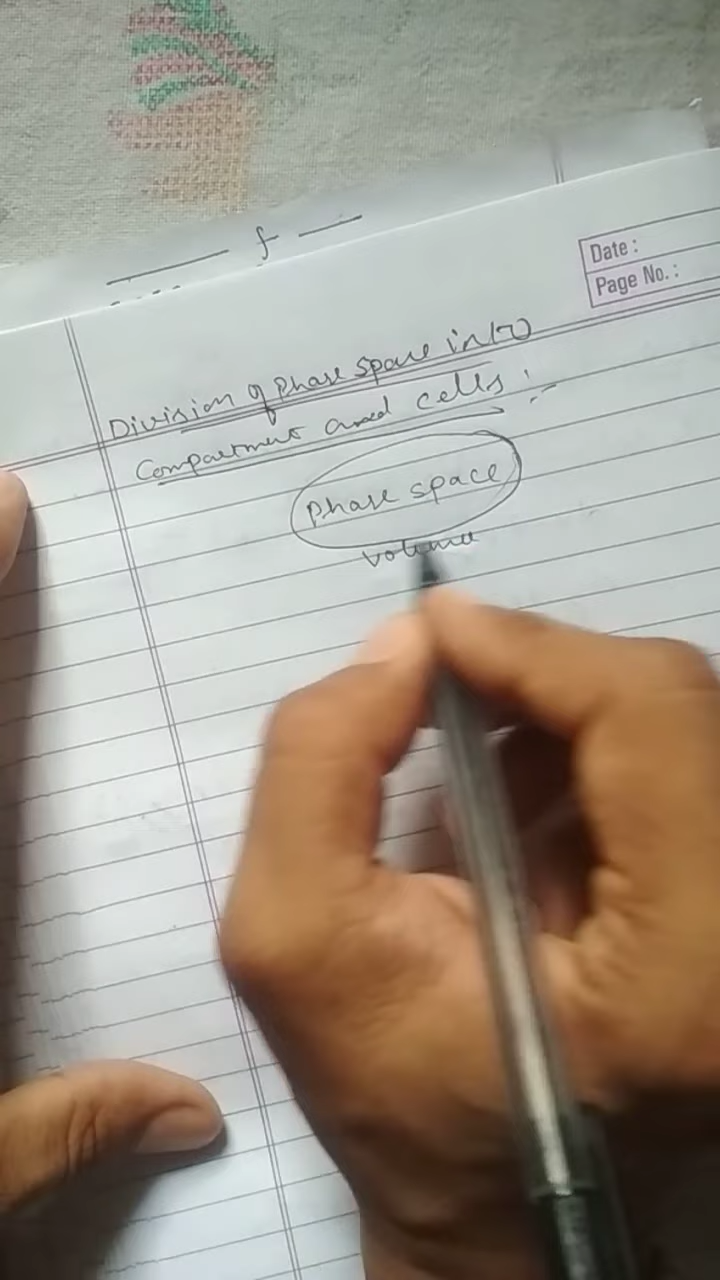 f
Date :
Page No. :
Division of Phase space into
Compartment and cells :-
Phase space
volume